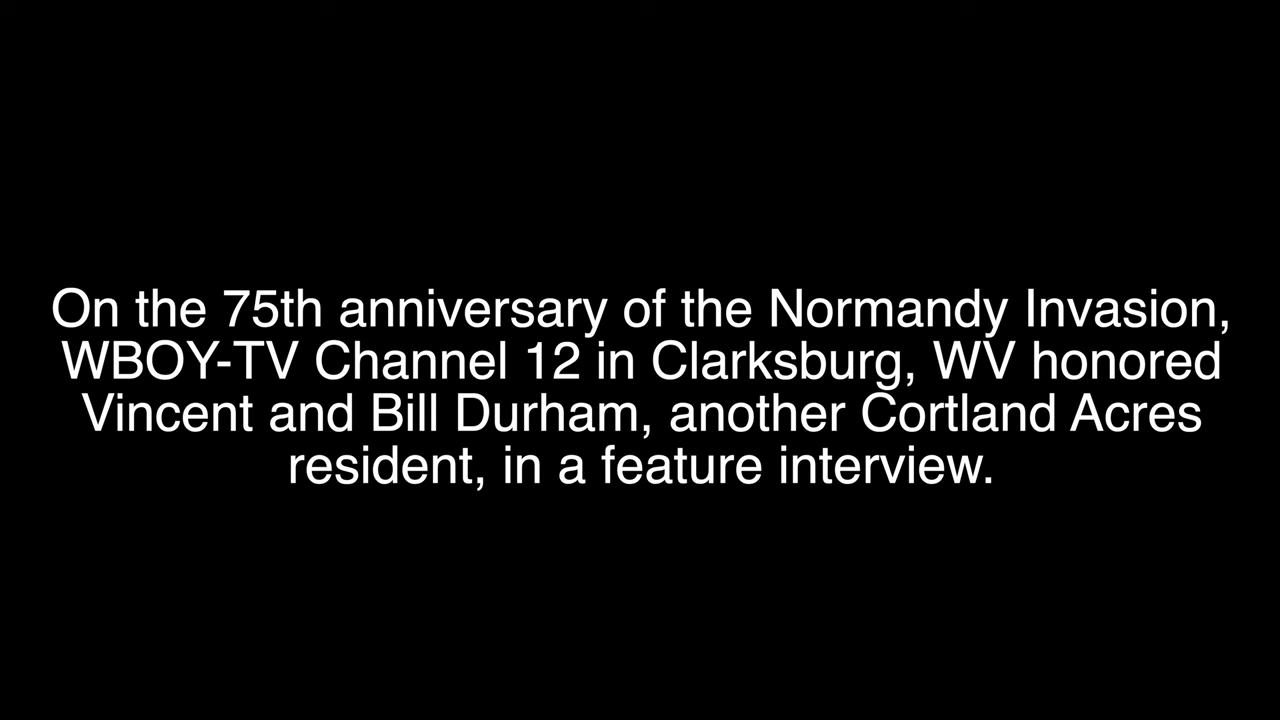 On the 75th anniversary of the Normandy Invasion,
WBOY-TV Channel 12 in Clarksburg, WV honored
Vincent and Bill Durham, another Cortland Acres
resident, in a feature interview.